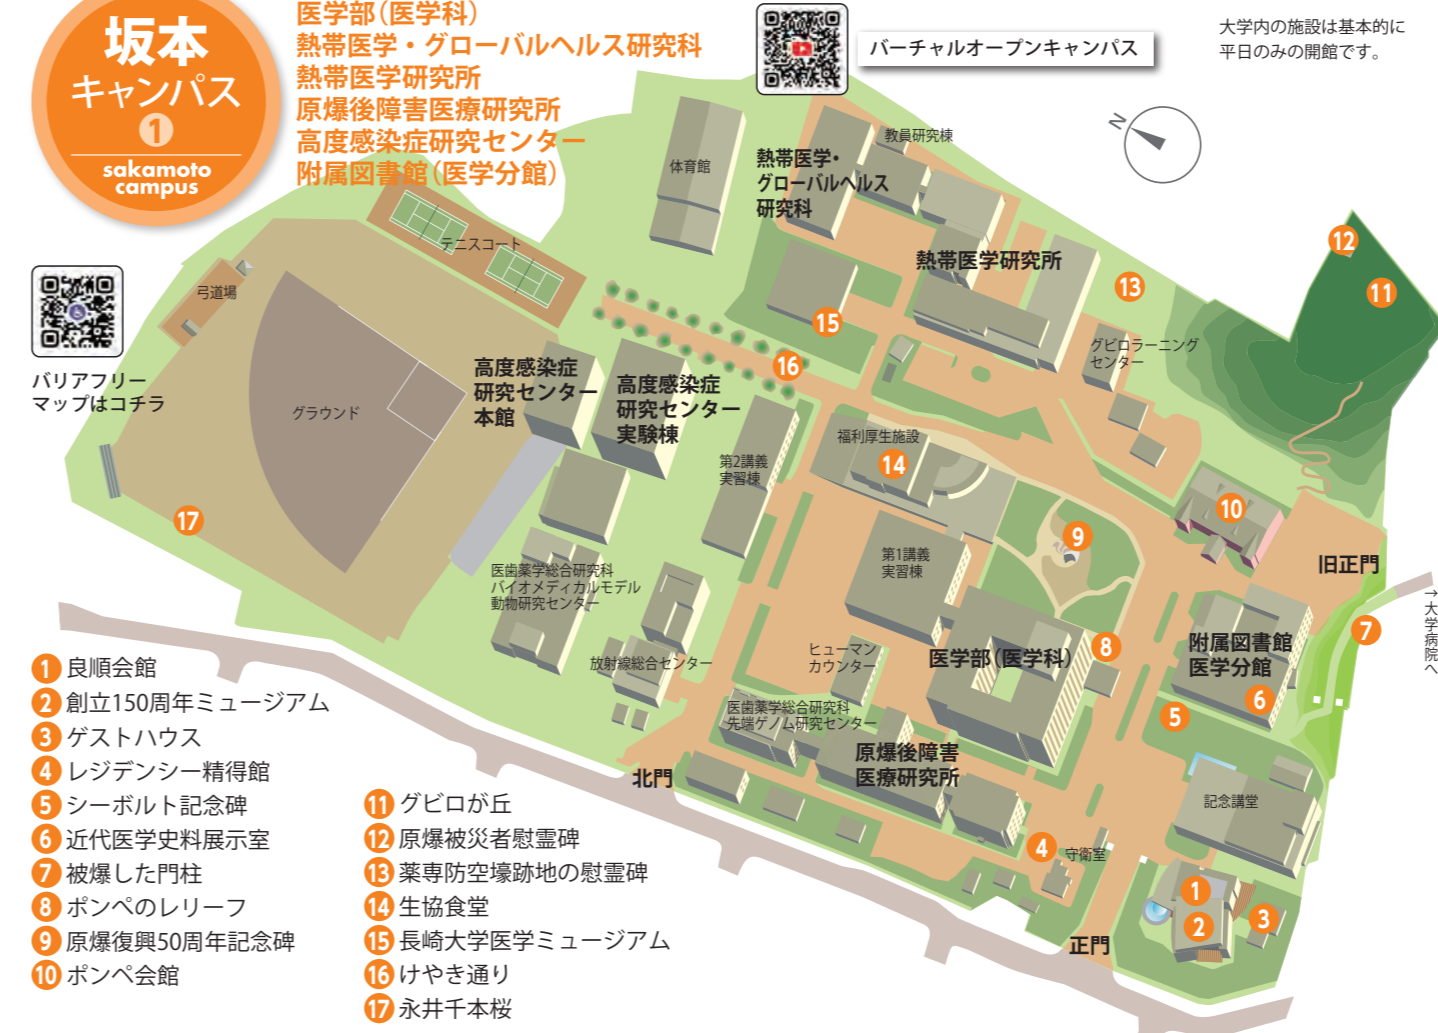 坂本
キャンパス
1
sakamoto
campus
医学部（医学科）
熱帯医学・グローバルヘルス研究科
熱帯医学研究所
原爆後障害医療研究所
高度感染症研究センター
附属図書館（医学分館）
バーチャルオープンキャンパス
大学内の施設は基本的に
平日のみの開館です。
N
バリアフリー
マップはコチラ
体育館
テニスコート
弓道場
グラウンド
17
教員研究棟
熱帯医学・
グローバルヘルス
研究科
熱帯医学研究所
12
11
13
15
16
グビロラーニング
センター
高度感染症
研究センター
本館
高度感染症
研究センター
実験棟
第2講義
実習棟
福利厚生施設
14
10
9
第1講義
実習棟
旧正門
→大学病院へ
7
医歯薬学総合研究科
バイオメディカルモデル
動物研究センター
放射線総合センター
ヒューマン
カウンター
医学部（医学科）
8
附属図書館
医学分館
6
5
医歯薬学総合研究科
先端ゲノム研究センター
原爆後障害
医療研究所
北門
記念講堂
4
守衛室
1
2
3
正門
1 良順会館
2 創立150周年ミュージアム
3 ゲストハウス
4 レジデンシー精得館
5 シーボルト記念碑
6 近代医学史料展示室
7 被爆した門柱
8 ポンペのレリーフ
9 原爆復興50周年記念碑
10 ポンペ会館
11 グビロが丘
12 原爆被災者慰霊碑
13 薬専防空壕跡地の慰霊碑
14 生協食堂
15 長崎大学医学ミュージアム
16 けやき通り
17 永井千本桜